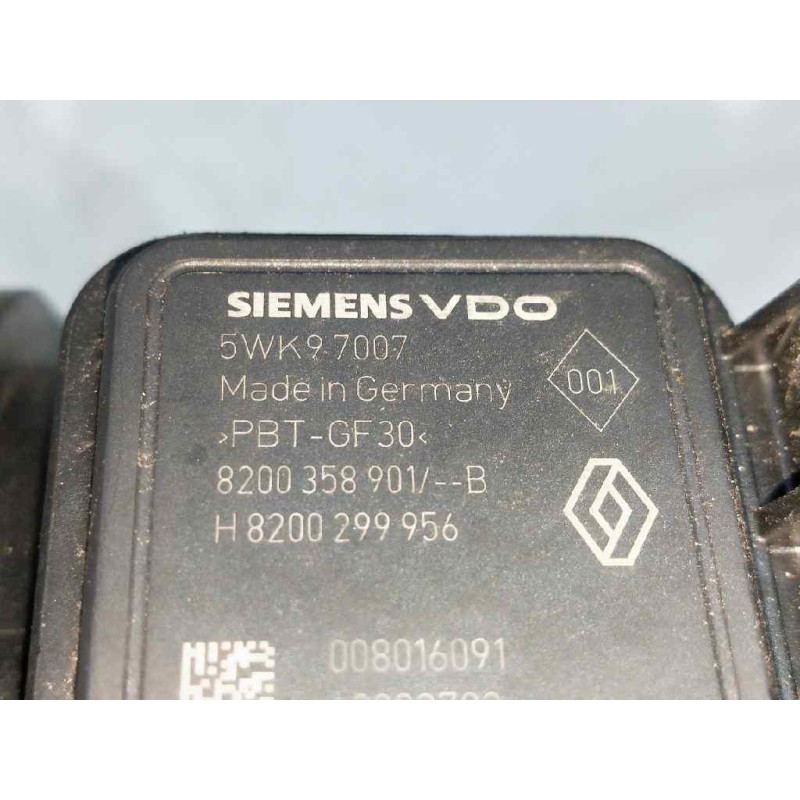 SIEMENS VDO
5WK9 7007
Made in Germany
001
>PBT-GF30<
8200 358 901/--B
H 8200 299 956
008016091